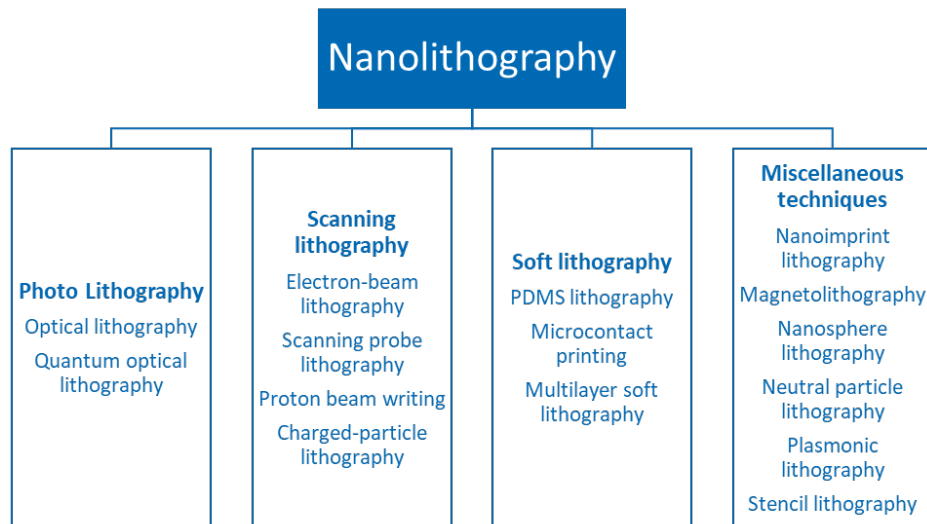 Nanolithography
Photo Lithography
Optical lithography
Quantum optical
lithography
Scanning
lithography
Electron-beam
lithography
Scanning probe
lithography
Proton beam writing
Charged-particle
lithography
Soft lithography
PDMS lithography
Microcontact
printing
Multilayer soft
lithography
Miscellaneous
techniques
Nanoimprint
lithography
Magnetolithography
Nanosphere
lithography
Neutral particle
lithography
Plasmonic
lithography
Stencil lithography